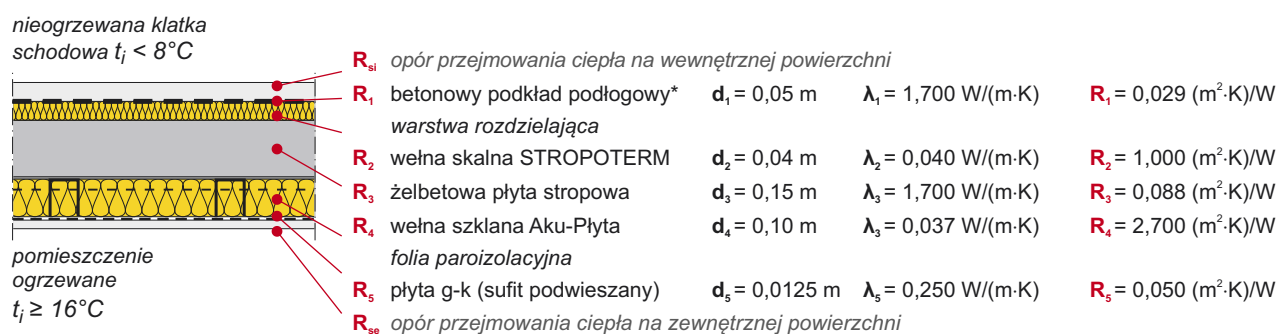 nieogrzewana klatka
schodowa tᵢ < 8°C
R_si opór przejmowania ciepła na wewnętrznej powierzchni
R₁ betonowy podkład podłogowy* d₁ = 0,05 m λ₁ = 1,700 W/(m·K) R₁ = 0,029 (m²·K)/W
warstwa rozdzielająca
R₂ wełna skalna STROPOTERM d₂ = 0,04 m λ₂ = 0,040 W/(m·K) R₂ = 1,000 (m²·K)/W
R₃ żelbetowa płyta stropowa d₃ = 0,15 m λ₃ = 1,700 W/(m·K) R₃ = 0,088 (m²·K)/W
R₄ wełna szklana Aku-Płyta d₄ = 0,10 m λ₃ = 0,037 W/(m·K) R₄ = 2,700 (m²·K)/W
folia paroizolacyjna
R₅ płyta g-k (sufit podwieszany) d₅ = 0,0125 m λ₅ = 0,250 W/(m·K) R₅ = 0,050 (m²·K)/W
R_se opór przejmowania ciepła na zewnętrznej powierzchni
pomieszczenie
ogrzewane
tᵢ ≥ 16°C